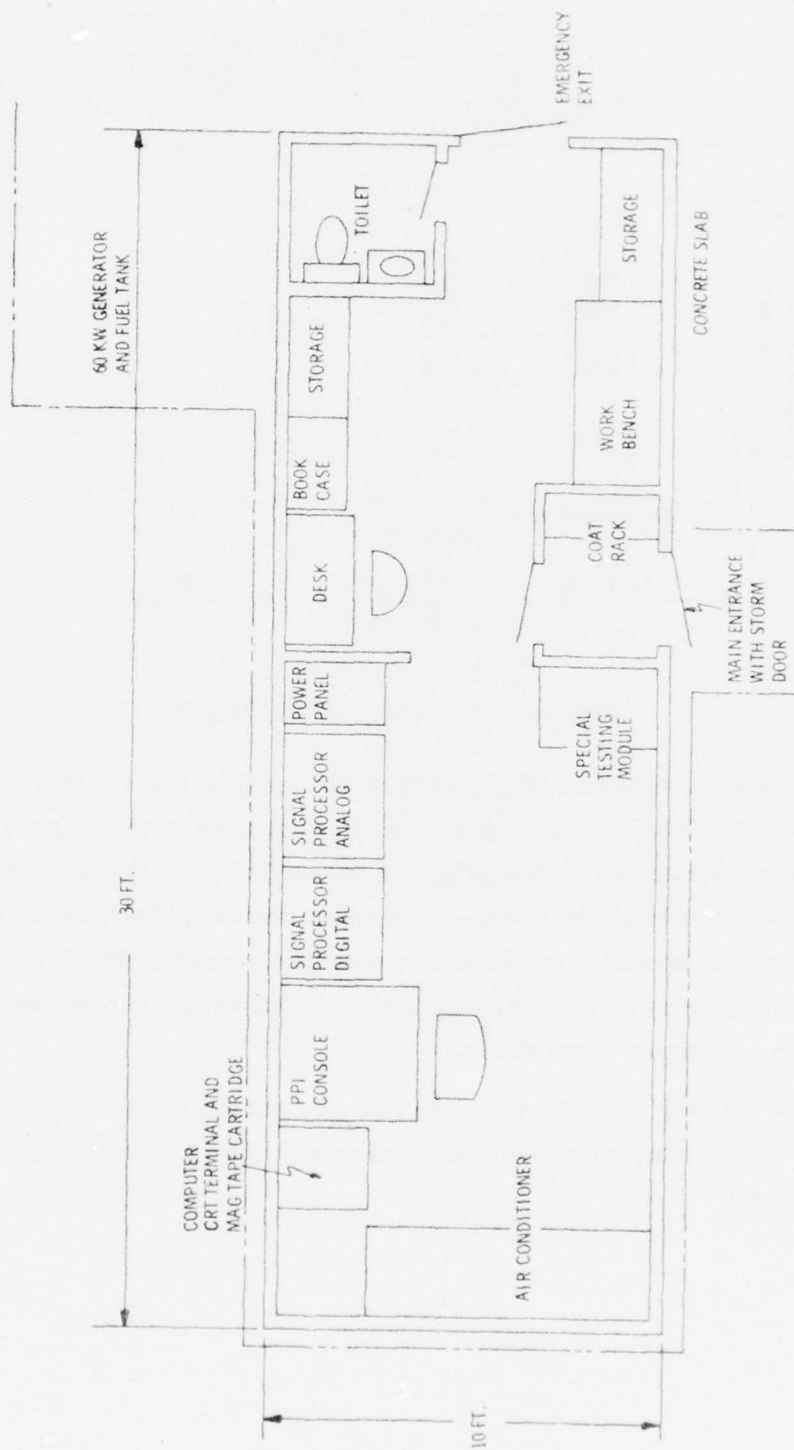 60 KW GENERATOR
AND FUEL TANK
30 FT.
COMPUTER
CRT TERMINAL AND
MAG TAPE CARTRIDGE
PPI
CONSOLE
SIGNAL
PROCESSOR
DIGITAL
SIGNAL
PROCESSOR
ANALOG
POWER
PANEL
DESK
BOOK
CASE
STORAGE
TOILET
EMERGENCY
EXIT
AIR CONDITIONER
SPECIAL
TESTING
MODULE
COAT
RACK
WORK
BENCH
STORAGE
10 FT.
MAIN ENTRANCE
WITH STORM
DOOR
CONCRETE SLAB